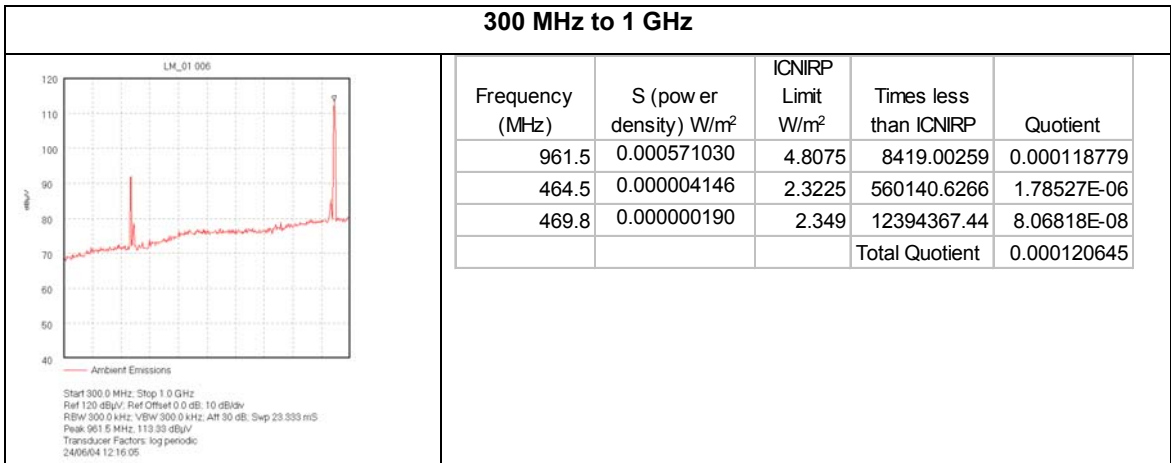 300 MHz to 1 GHz
LM_01 006
120
110
100
90
80
70
60
50
40
dBµV
Ambient Emissions
Start 300.0 MHz; Stop 1.0 GHz
Ref 120 dBµV; Ref Offset 0.0 dB; 10 dB/div
RBW 300.0 kHz; VBW 300.0 kHz; Att 30 dB; Swp 23.333 mS
Peak 961.5 MHz, 113.33 dBµV
Transducer Factors: log periodic
24/06/04 12:16:05
Frequency (MHz) S (pow er density) W/m² ICNIRP Limit W/m² Times less than ICNIRP Quotient
961.5 0.000571030 4.8075 8419.00259 0.000118779
464.5 0.000004146 2.3225 560140.6266 1.78527E-06
469.8 0.000000190 2.349 12394367.44 8.06818E-08
Total Quotient 0.000120645